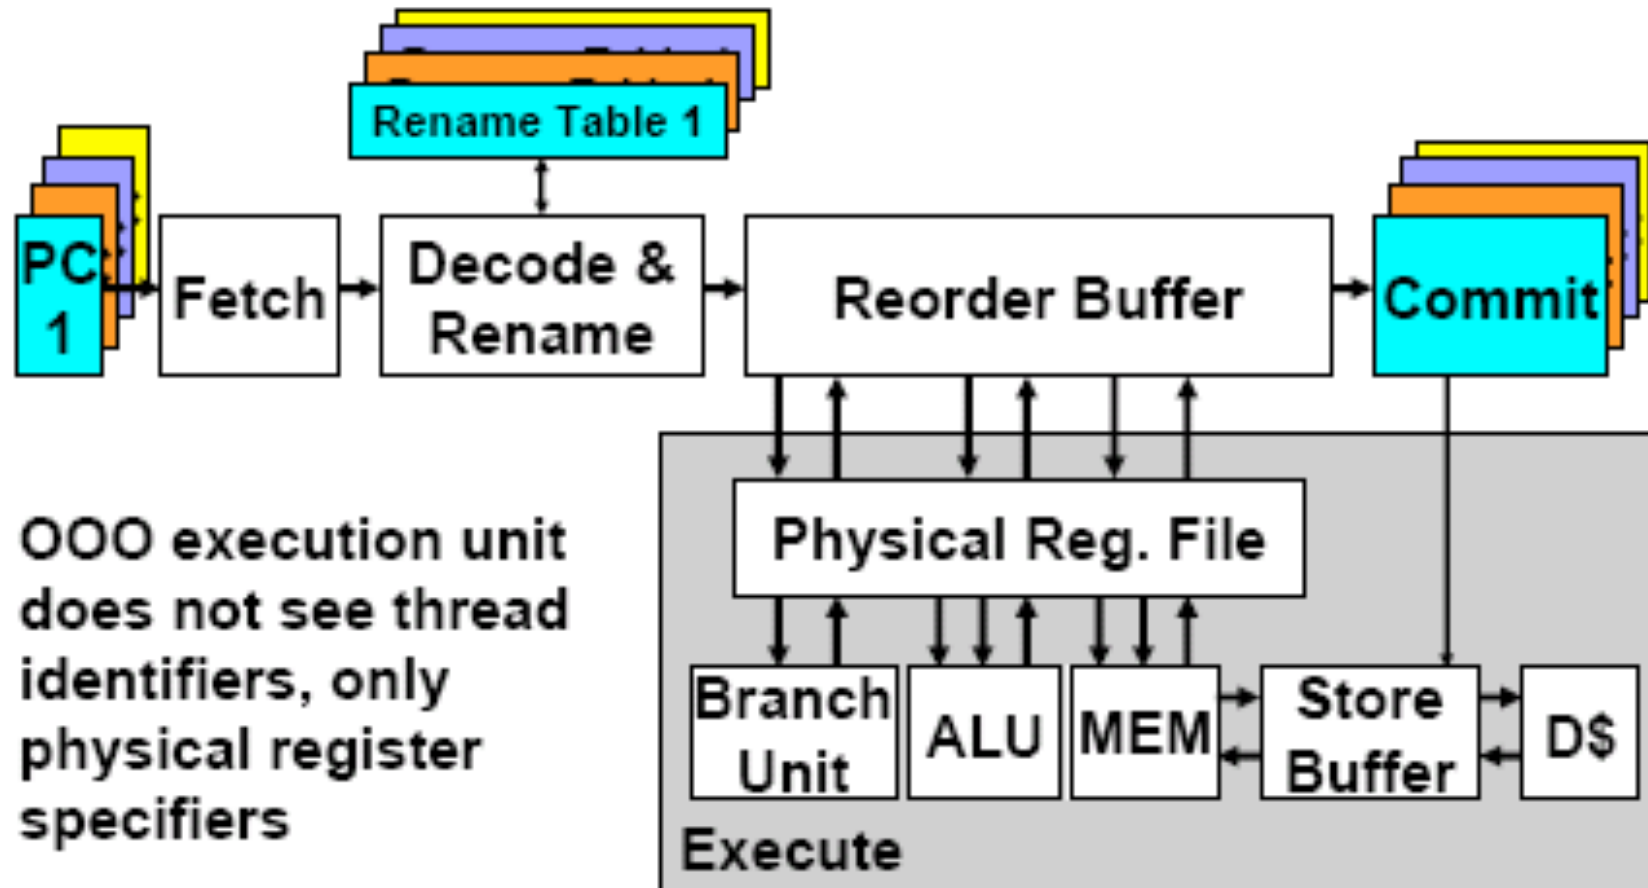 Rename Table 1
PC
1
Fetch
Decode &
Rename
Reorder Buffer
Commit
Physical Reg. File
OOO execution unit
does not see thread
identifiers, only
physical register
specifiers
Branch
Unit
ALU
MEM
Store
Buffer
D$
Execute